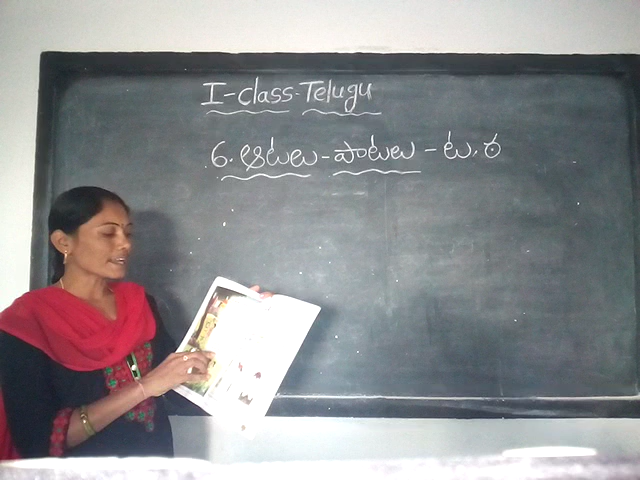 I-class-Telugu
6. ఆటలు-పాటలు - ట, ఠ